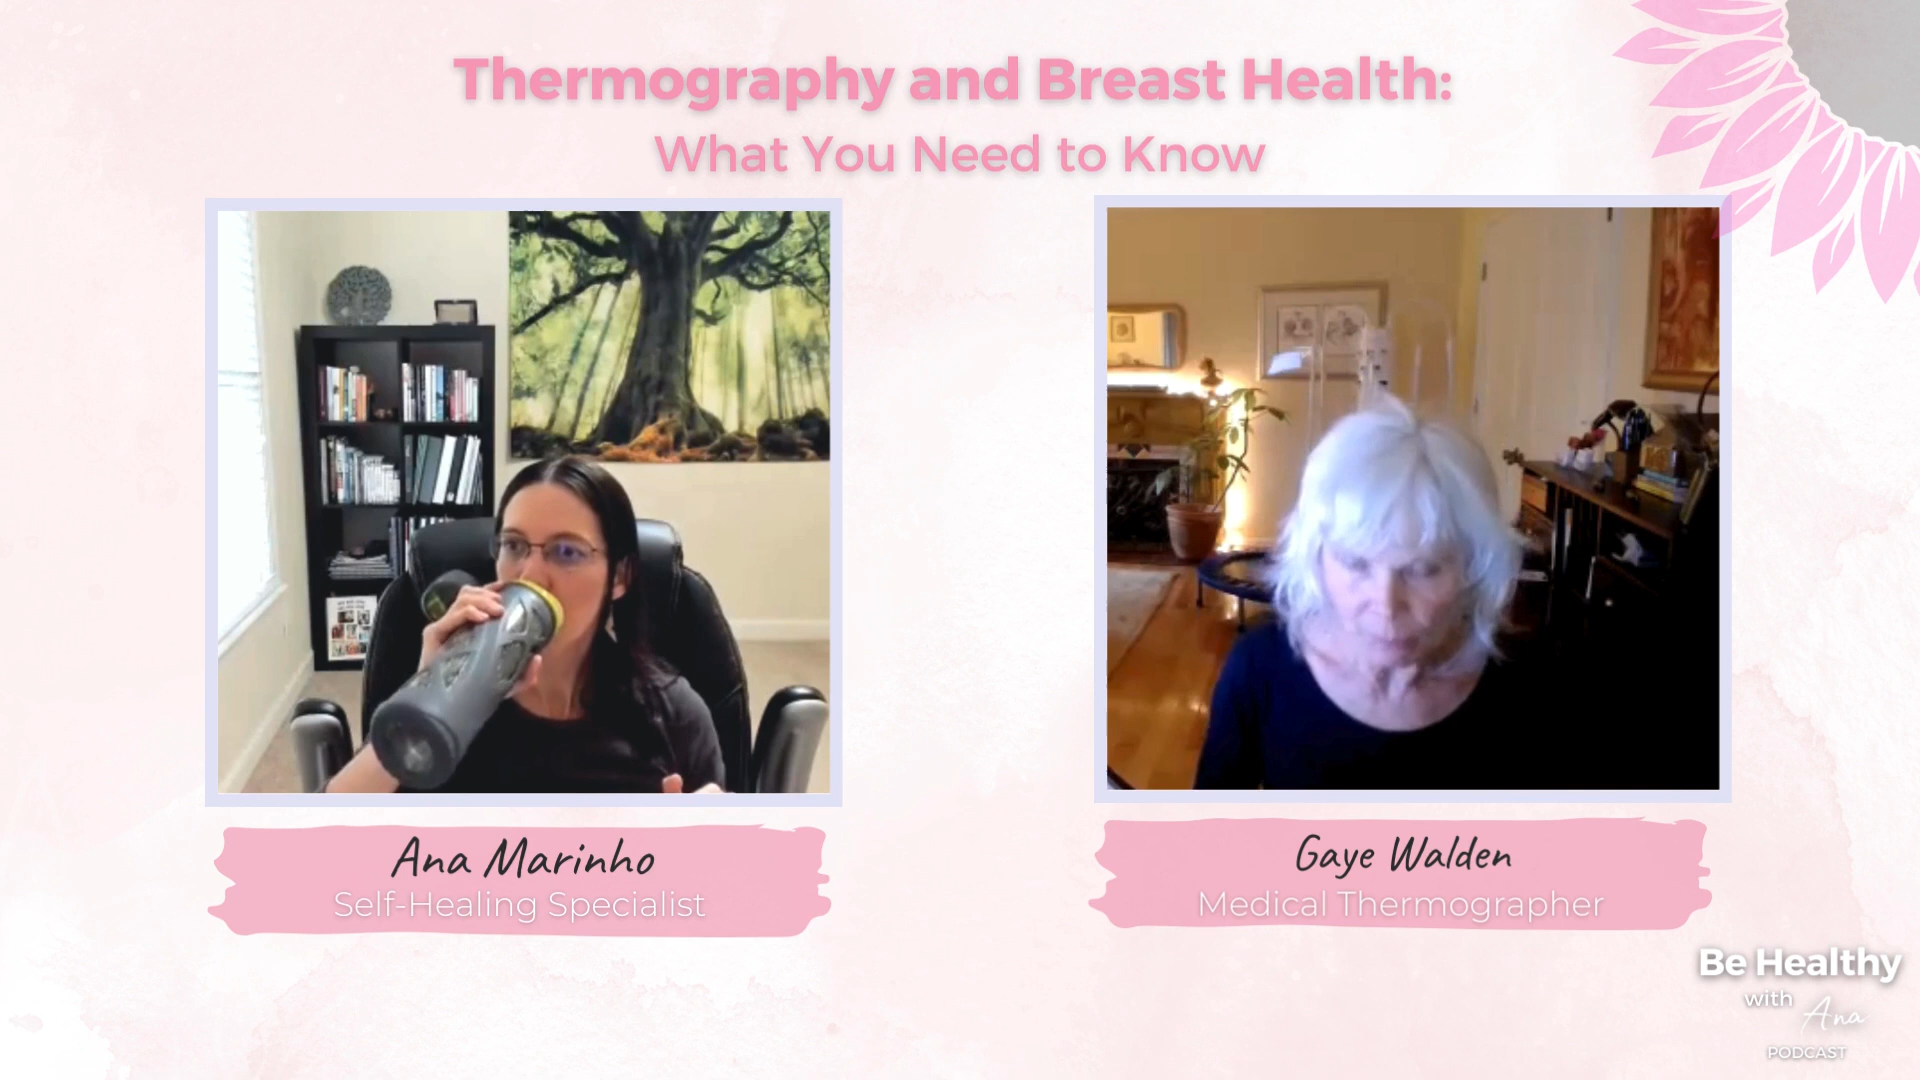 Thermography and Breast Health:
What You Need to Know
Ana Marinho
Self-Healing Specialist
Gaye Walden
Medical Thermographer
Be Healthy
with
Ana
PODCAST